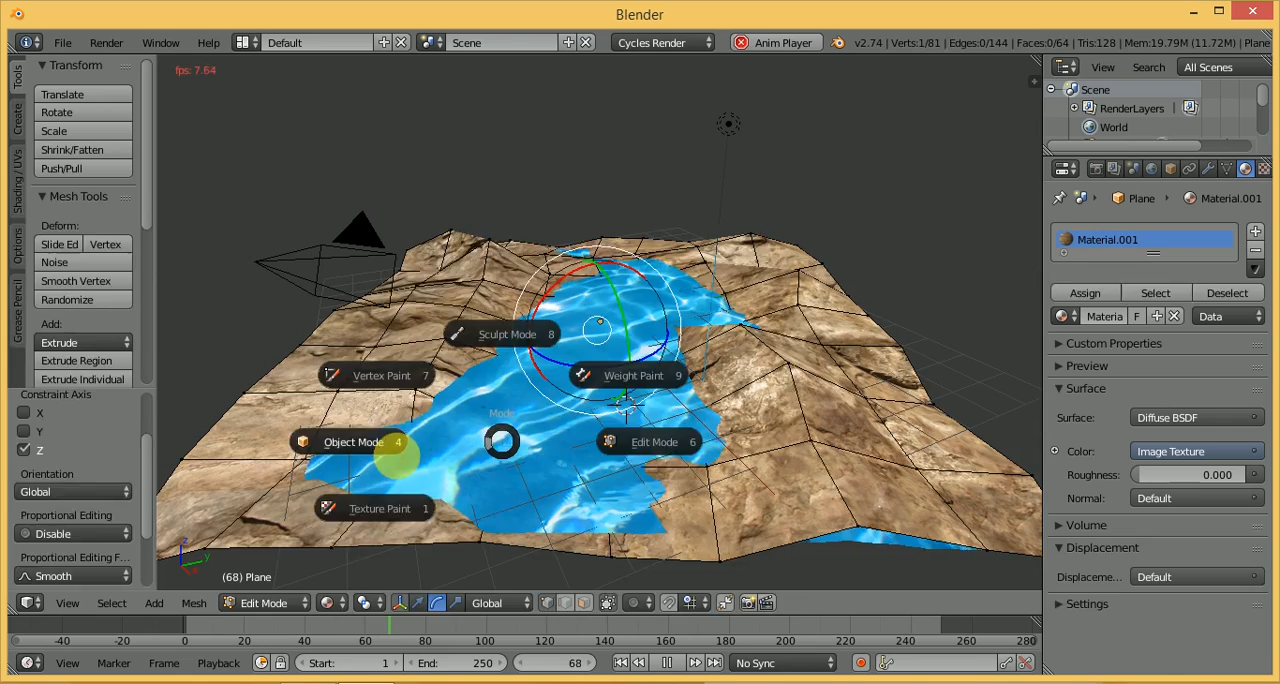 Blender
File Render Window Help Default Scene Cycles Render Anim Player v2.74 | Verts:1/81 | Edges:0/144 | Faces:0/64 | Tris:128 | Mem:19.79M (11.72M) | Plane
fps: 7.64
Tools
Create
Shading / UVs
Options
Grease Pencil
Transform
Translate
Rotate
Scale
Shrink/Fatten
Push/Pull
Mesh Tools
Deform:
Slide Ed Vertex
Noise
Smooth Vertex
Randomize
Add:
Extrude
Extrude Region
Extrude Individual
Constraint Axis
X
Y
Z
Orientation
Global
Proportional Editing
Disable
Proportional Editing F...
Smooth
Sculpt Mode 8
Vertex Paint 7
Weight Paint 9
Mode
Object Mode 4
Edit Mode 6
Texture Paint 1
z
y
x
(68) Plane
View Search All Scenes
Scene
RenderLayers |
World
Plane Material.001
Material.001
Assign Select Deselect
Materia F Data
Custom Properties
Preview
Surface
Surface: Diffuse BSDF
Color: Image Texture
Roughness: 0.000
Normal: Default
Volume
Displacement
Displaceme... Default
Settings
View Select Add Mesh Edit Mode Global
-40 -20 0 20 40 60 80 100 120 140 160 180 200 220 240 260 280
View Marker Frame Playback Start: 1 End: 250 68 No Sync